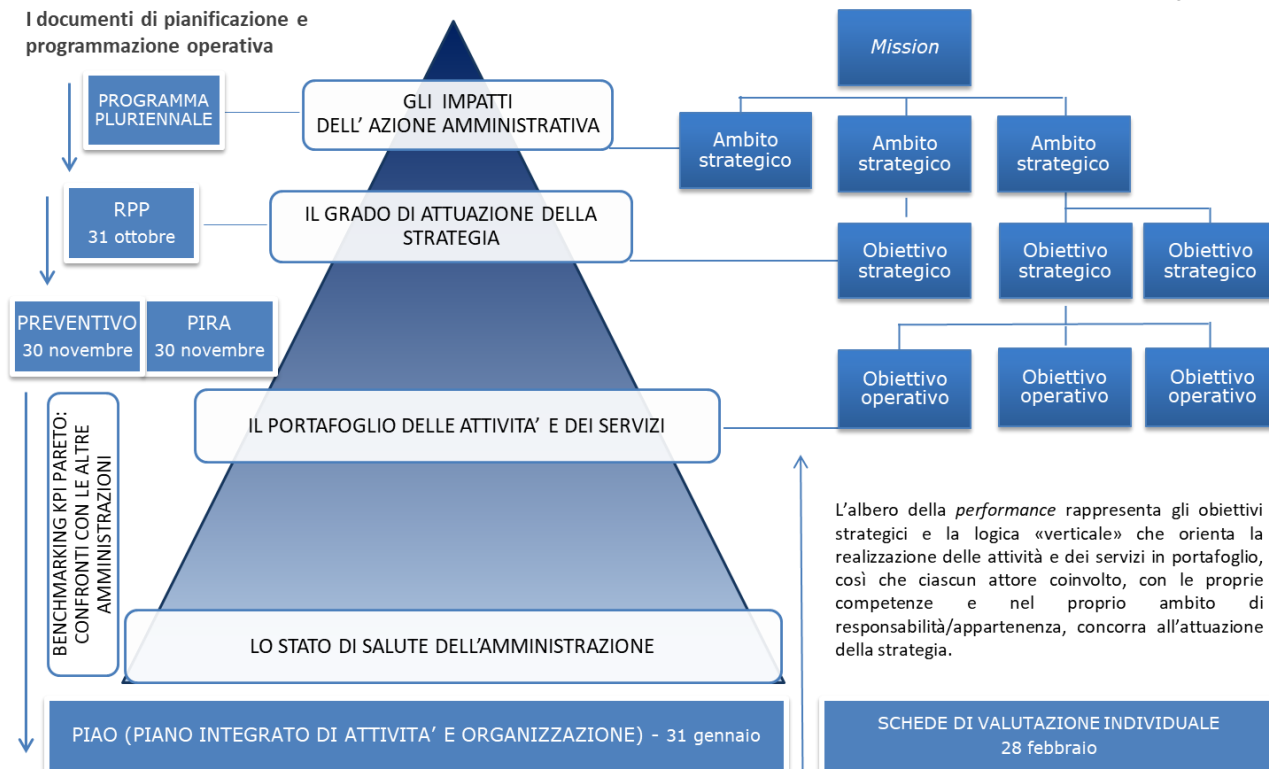 I documenti di pianificazione e
programmazione operativa
PROGRAMMA
PLURIENNALE
RPP
31 ottobre
PREVENTIVO
30 novembre
PIRA
30 novembre
BENCHMARKING KPI PARETO:
CONFRONTI CON LE ALTRE
AMMINISTRAZIONI
GLI IMPATTI
DELL’ AZIONE AMMINISTRATIVA
IL GRADO DI ATTUAZIONE DELLA
STRATEGIA
IL PORTAFOGLIO DELLE ATTIVITA’ E DEI SERVIZI
LO STATO DI SALUTE DELL’AMMINISTRAZIONE
PIAO (PIANO INTEGRATO DI ATTIVITA’ E ORGANIZZAZIONE) - 31 gennaio
Mission
Ambito
strategico
Ambito
strategico
Ambito
strategico
Obiettivo
strategico
Obiettivo
strategico
Obiettivo
strategico
Obiettivo
operativo
Obiettivo
operativo
Obiettivo
operativo
L’albero della performance rappresenta gli obiettivi
strategici e la logica «verticale» che orienta la
realizzazione delle attività e dei servizi in portafoglio,
così che ciascun attore coinvolto, con le proprie
competenze e nel proprio ambito di
responsabilità/appartenenza, concorra all’attuazione
della strategia.
SCHEDE DI VALUTAZIONE INDIVIDUALE
28 febbraio